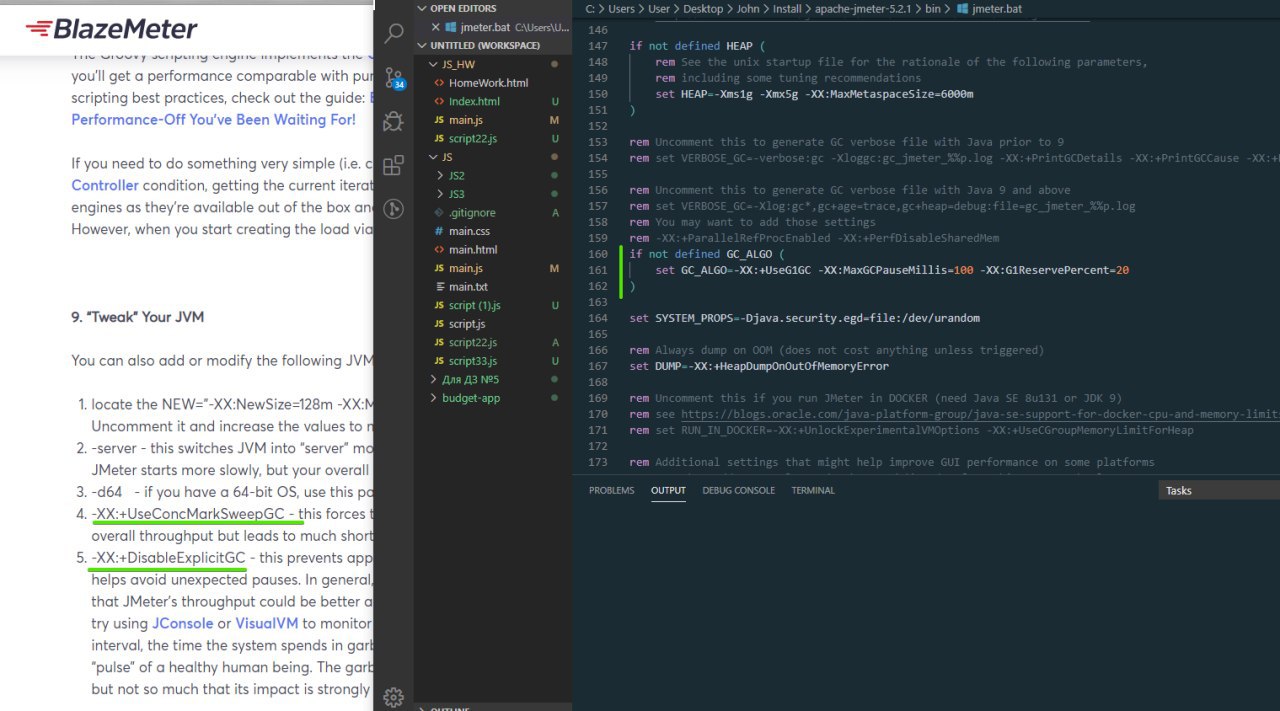 BlazeMeter
The Groovy scripting engine implements the
you'll get a performance comparable with pur
scripting best practices, check out the guide:
Performance-Off You've Been Waiting For!
If you need to do something very simple (i.e. c
Controller condition, getting the current iterat
engines as they're available out of the box and
However, when you start creating the load via
9. “Tweak” Your JVM
You can also add or modify the following JVM
1. locate the NEW="-XX:NewSize=128m -XX:M
Uncomment it and increase the values to m
2. -server - this switches JVM into “server” mo
JMeter starts more slowly, but your overall
3. -d64 - if you have a 64-bit OS, use this pa
4. -XX:+UseConcMarkSweepGC - this forces t
overall throughput but leads to much short
5. -XX:+DisableExplicitGC - this prevents app
helps avoid unexpected pauses. In general,
that JMeter's throughput could be better a
try using JConsole or VisualVM to monitor
interval, the time the system spends in garb
“pulse” of a healthy human being. The garb
but not so much that its impact is strongly
34
OPEN EDITORS
jmeter.bat C:\Users\U...
UNTITLED (WORKSPACE)
JS_HW
HomeWork.html
Index.html U
JS main.js M
JS script22.js U
JS
JS2
JS3
.gitignore A
# main.css
main.html
JS main.js M
main.txt
JS script (1).js U
JS script.js
JS script22.js A
JS script33.js U
Для ДЗ №5
budget-app
OUTLINE
C: > Users > User > Desktop > John > Install > apache-jmeter-5.2.1 > bin > jmeter.bat
146
147 if not defined HEAP (
148 rem See the unix startup file for the rationale of the following parameters,
149 rem including some tuning recommendations
150 set HEAP=-Xms1g -Xmx5g -XX:MaxMetaspaceSize=6000m
151 )
152
153 rem Uncomment this to generate GC verbose file with Java prior to 9
154 rem set VERBOSE_GC=-verbose:gc -Xloggc:gc_jmeter_%%p.log -XX:+PrintGCDetails -XX:+PrintGCCause -XX:+
155
156 rem Uncomment this to generate GC verbose file with Java 9 and above
157 rem set VERBOSE_GC=-Xlog:gc*,gc+age=trace,gc+heap=debug:file=gc_jmeter_%%p.log
158 rem You may want to add those settings
159 rem -XX:+ParallelRefProcEnabled -XX:+PerfDisableSharedMem
160 if not defined GC_ALGO (
161 set GC_ALGO=-XX:+UseG1GC -XX:MaxGCPauseMillis=100 -XX:G1ReservePercent=20
162 )
163
164 set SYSTEM_PROPS=-Djava.security.egd=file:/dev/urandom
165
166 rem Always dump on OOM (does not cost anything unless triggered)
167 set DUMP=-XX:+HeapDumpOnOutOfMemoryError
168
169 rem Uncomment this if you run JMeter in DOCKER (need Java SE 8u131 or JDK 9)
170 rem see https://blogs.oracle.com/java-platform-group/java-se-support-for-docker-cpu-and-memory-limit
171 rem set RUN_IN_DOCKER=-XX:+UnlockExperimentalVMOptions -XX:+UseCGroupMemoryLimitForHeap
172
173 rem Additional settings that might help improve GUI performance on some platforms
PROBLEMS OUTPUT DEBUG CONSOLE TERMINAL
Tasks